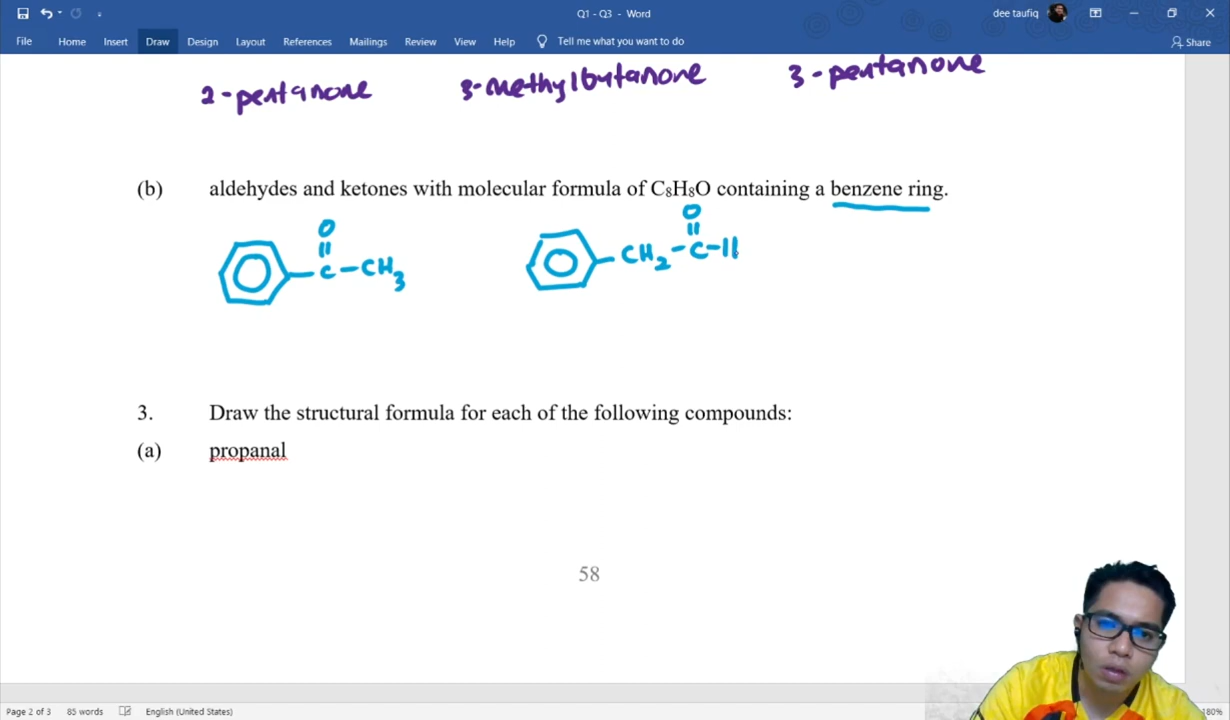 Q1 - Q3 - Word
dee taufiq
File Home Insert Draw Design Layout References Mailings Review View Help Tell me what you want to do Share
2-pentanone 3-methylbutanone 3-pentanone
(b) aldehydes and ketones with molecular formula of C₈H₈O containing a benzene ring.
O O
C-CH₃ CH₂-C-H
3. Draw the structural formula for each of the following compounds:
(a) propanal
58
Page 2 of 3 85 words English (United States) 180%